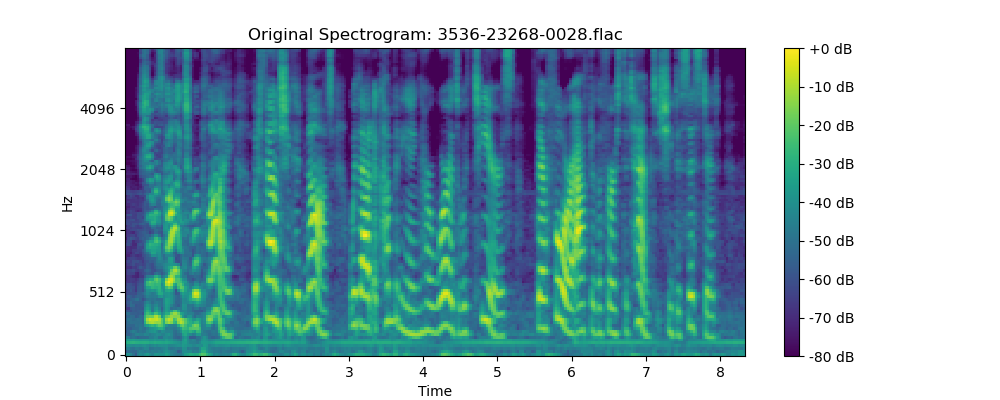 Original Spectrogram: 3536-23268-0028.flac
Hz
4096
2048
1024
512
0
0 1 2 3 4 5 6 7 8
Time
+0 dB
-10 dB
-20 dB
-30 dB
-40 dB
-50 dB
-60 dB
-70 dB
-80 dB